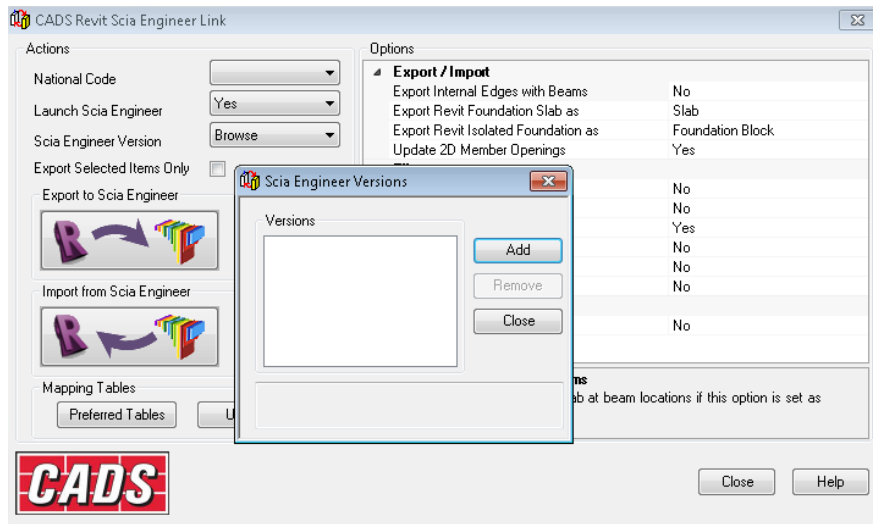 CADS Revit Scia Engineer Link
Actions
National Code
Launch Scia Engineer
Yes
Scia Engineer Version
Browse
Export Selected Items Only
Export to Scia Engineer
R
Import from Scia Engineer
R
Mapping Tables
Preferred Tables
U
Options
Export / Import
Export Internal Edges with Beams No
Export Revit Foundation Slab as Slab
Export Revit Isolated Foundation as Foundation Block
Update 2D Member Openings Yes
No
No
Yes
No
No
No
No
ms
ab at beam locations if this option is set as
Scia Engineer Versions
Versions
Add
Remove
Close
CADS
Close
Help